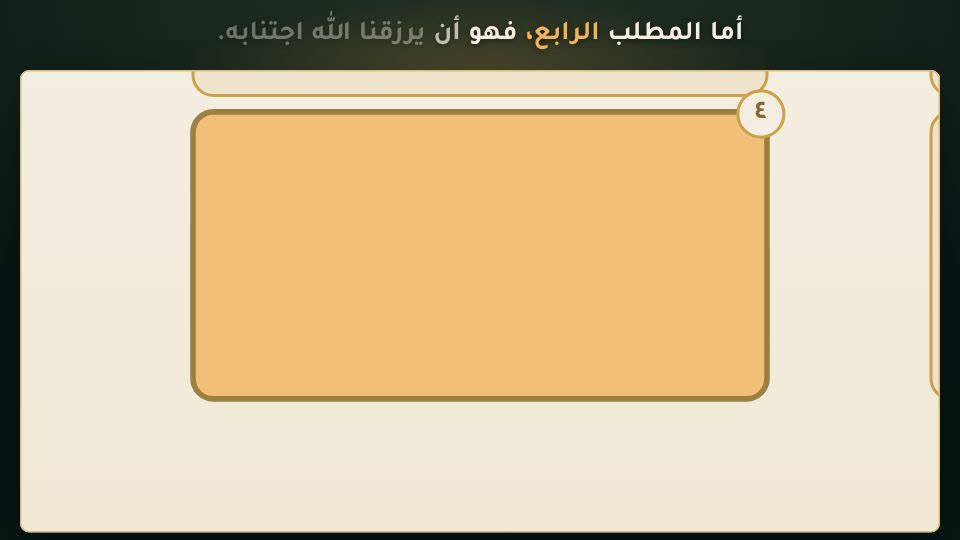 أما المطلب الرابع، فهو أن يرزقنا الله اجتنابه.
٤